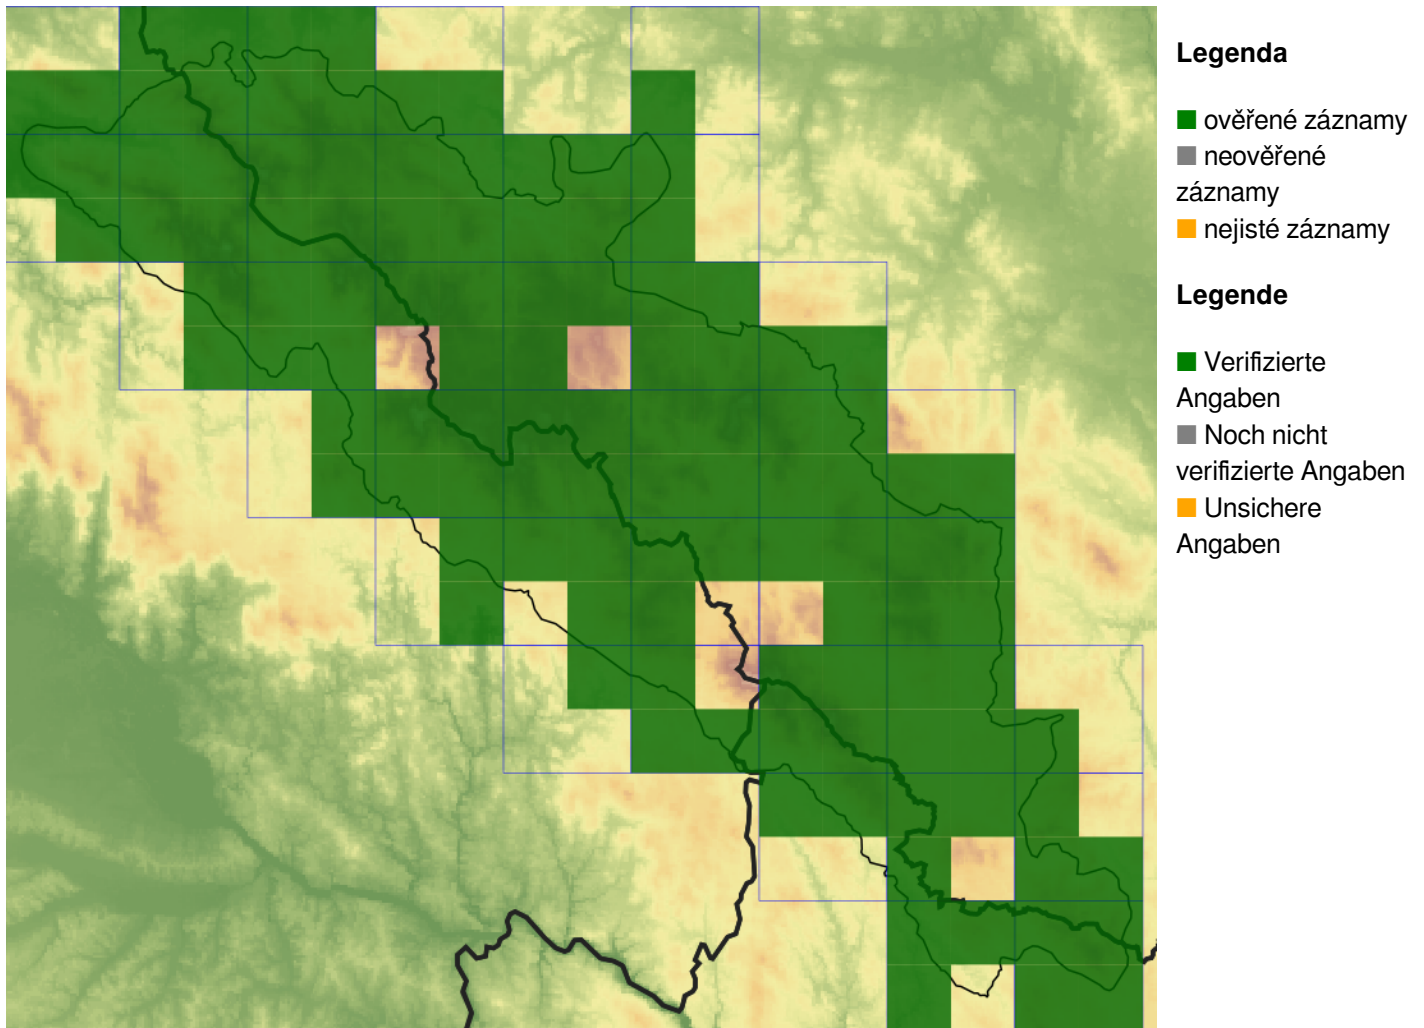 Legenda
ověřené záznamy
neověřené
záznamy
nejisté záznamy
Legende
Verifizierte
Angaben
Noch nicht
verifizierte Angaben
Unsichere
Angaben